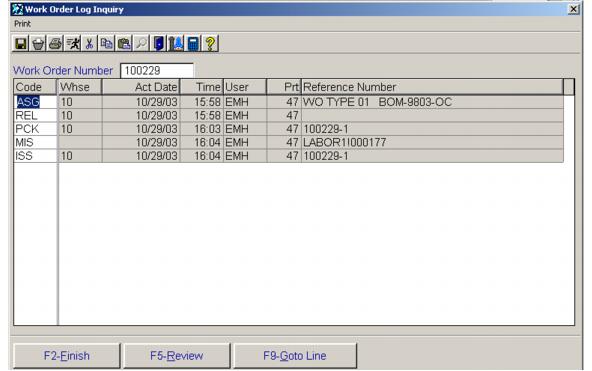 Work Order Log Inquiry
Print
Work Order Number 100229
Code Whse Act Date Time User Prt Reference Number
ASG 10 10/29/03 15:58 EMH 47 WO TYPE 01 BOM-9803-OC
REL 10 10/29/03 15:58 EMH 47
PCK 10 10/29/03 16:03 EMH 47 100229-1
MIS 10/29/03 16:04 EMH 47 LABOR1!000177
ISS 10 10/29/03 16:04 EMH 47 100229-1
F2-Finish F5-Review F9-Goto Line